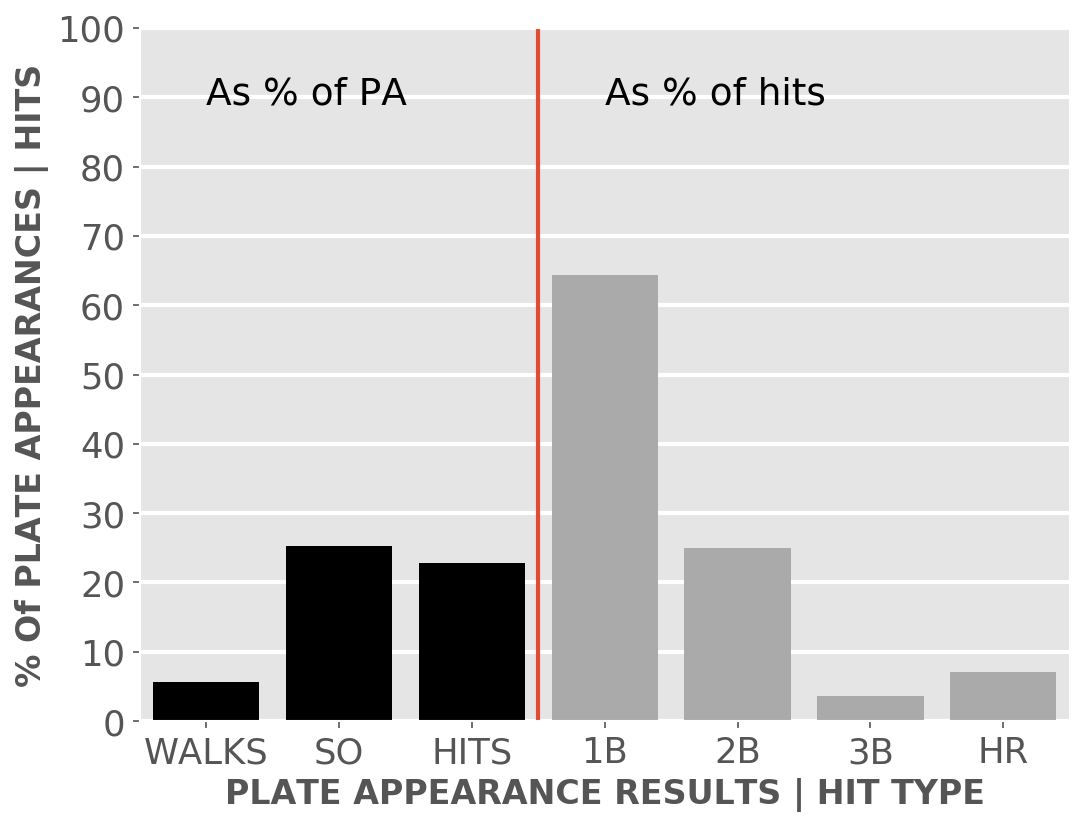 100
90
80
70
60
50
40
30
20
10
0
% Of PLATE APPEARANCES | HITS
As % of PA
As % of hits
WALKS SO HITS 1B 2B 3B HR
PLATE APPEARANCE RESULTS | HIT TYPE